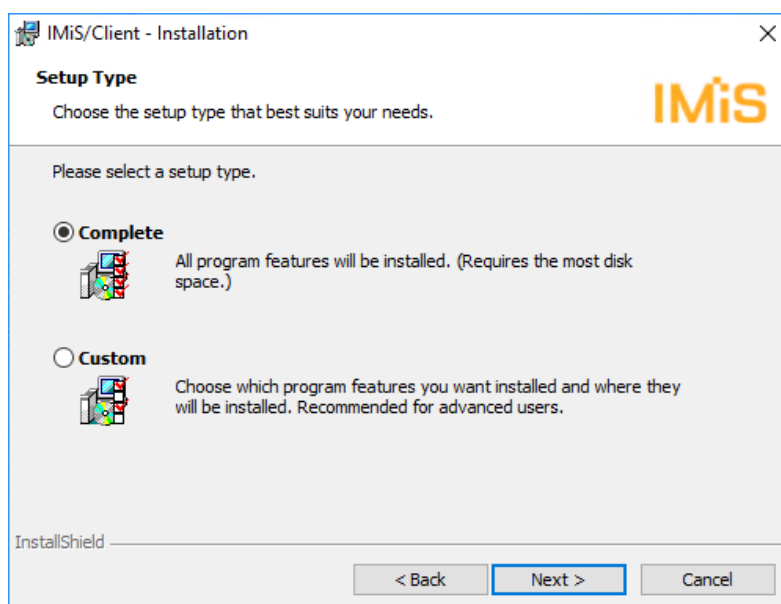 IMiS/Client - Installation
Setup Type
Choose the setup type that best suits your needs.
IMiS
Please select a setup type.
Complete
All program features will be installed. (Requires the most disk
space.)
Custom
Choose which program features you want installed and where they
will be installed. Recommended for advanced users.
InstallShield
< Back
Next >
Cancel